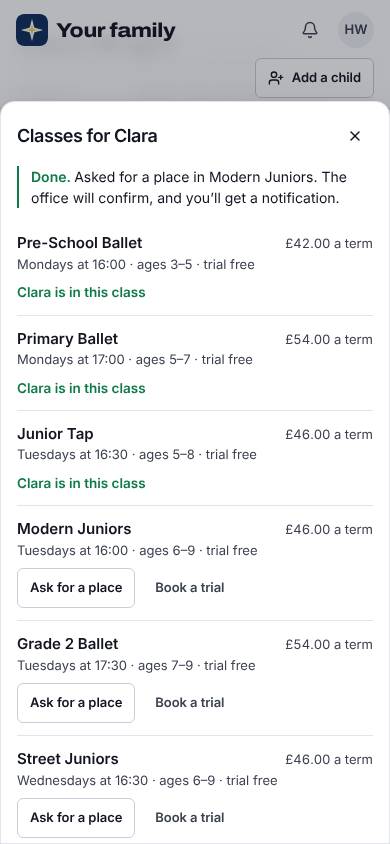 Your family
HW
Add a child
Classes for Clara
Done. Asked for a place in Modern Juniors. The
office will confirm, and you’ll get a notification.
Pre-School Ballet
£42.00 a term
Mondays at 16:00 · ages 3–5 · trial free
Clara is in this class
Primary Ballet
£54.00 a term
Mondays at 17:00 · ages 5–7 · trial free
Clara is in this class
Junior Tap
£46.00 a term
Tuesdays at 16:30 · ages 5–8 · trial free
Clara is in this class
Modern Juniors
£46.00 a term
Tuesdays at 16:00 · ages 6–9 · trial free
Ask for a place
Book a trial
Grade 2 Ballet
£54.00 a term
Tuesdays at 17:30 · ages 7–9 · trial free
Ask for a place
Book a trial
Street Juniors
£46.00 a term
Wednesdays at 16:30 · ages 6–9 · trial free
Ask for a place
Book a trial